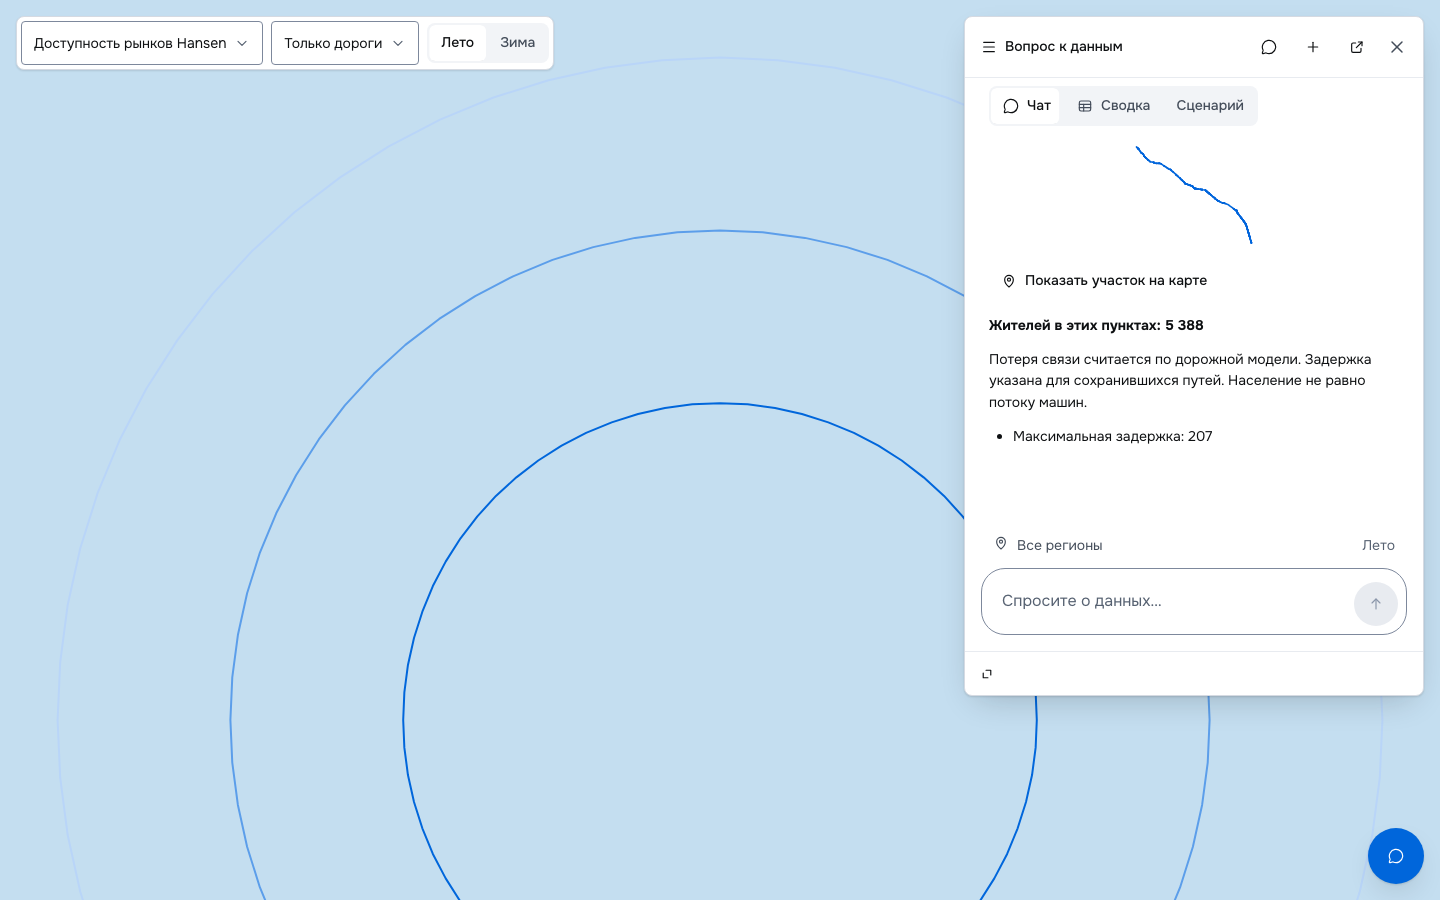 Доступность рынков Hansen
Только дороги
Лето
Зима
Вопрос к данным
Чат
Сводка
Сценарий
Показать участок на карте
Жителей в этих пунктах: 5 388
Потеря связи считается по дорожной модели. Задержка
указана для сохранившихся путей. Население не равно
потоку машин.
Максимальная задержка: 207
Все регионы
Лето
Спросите о данных...